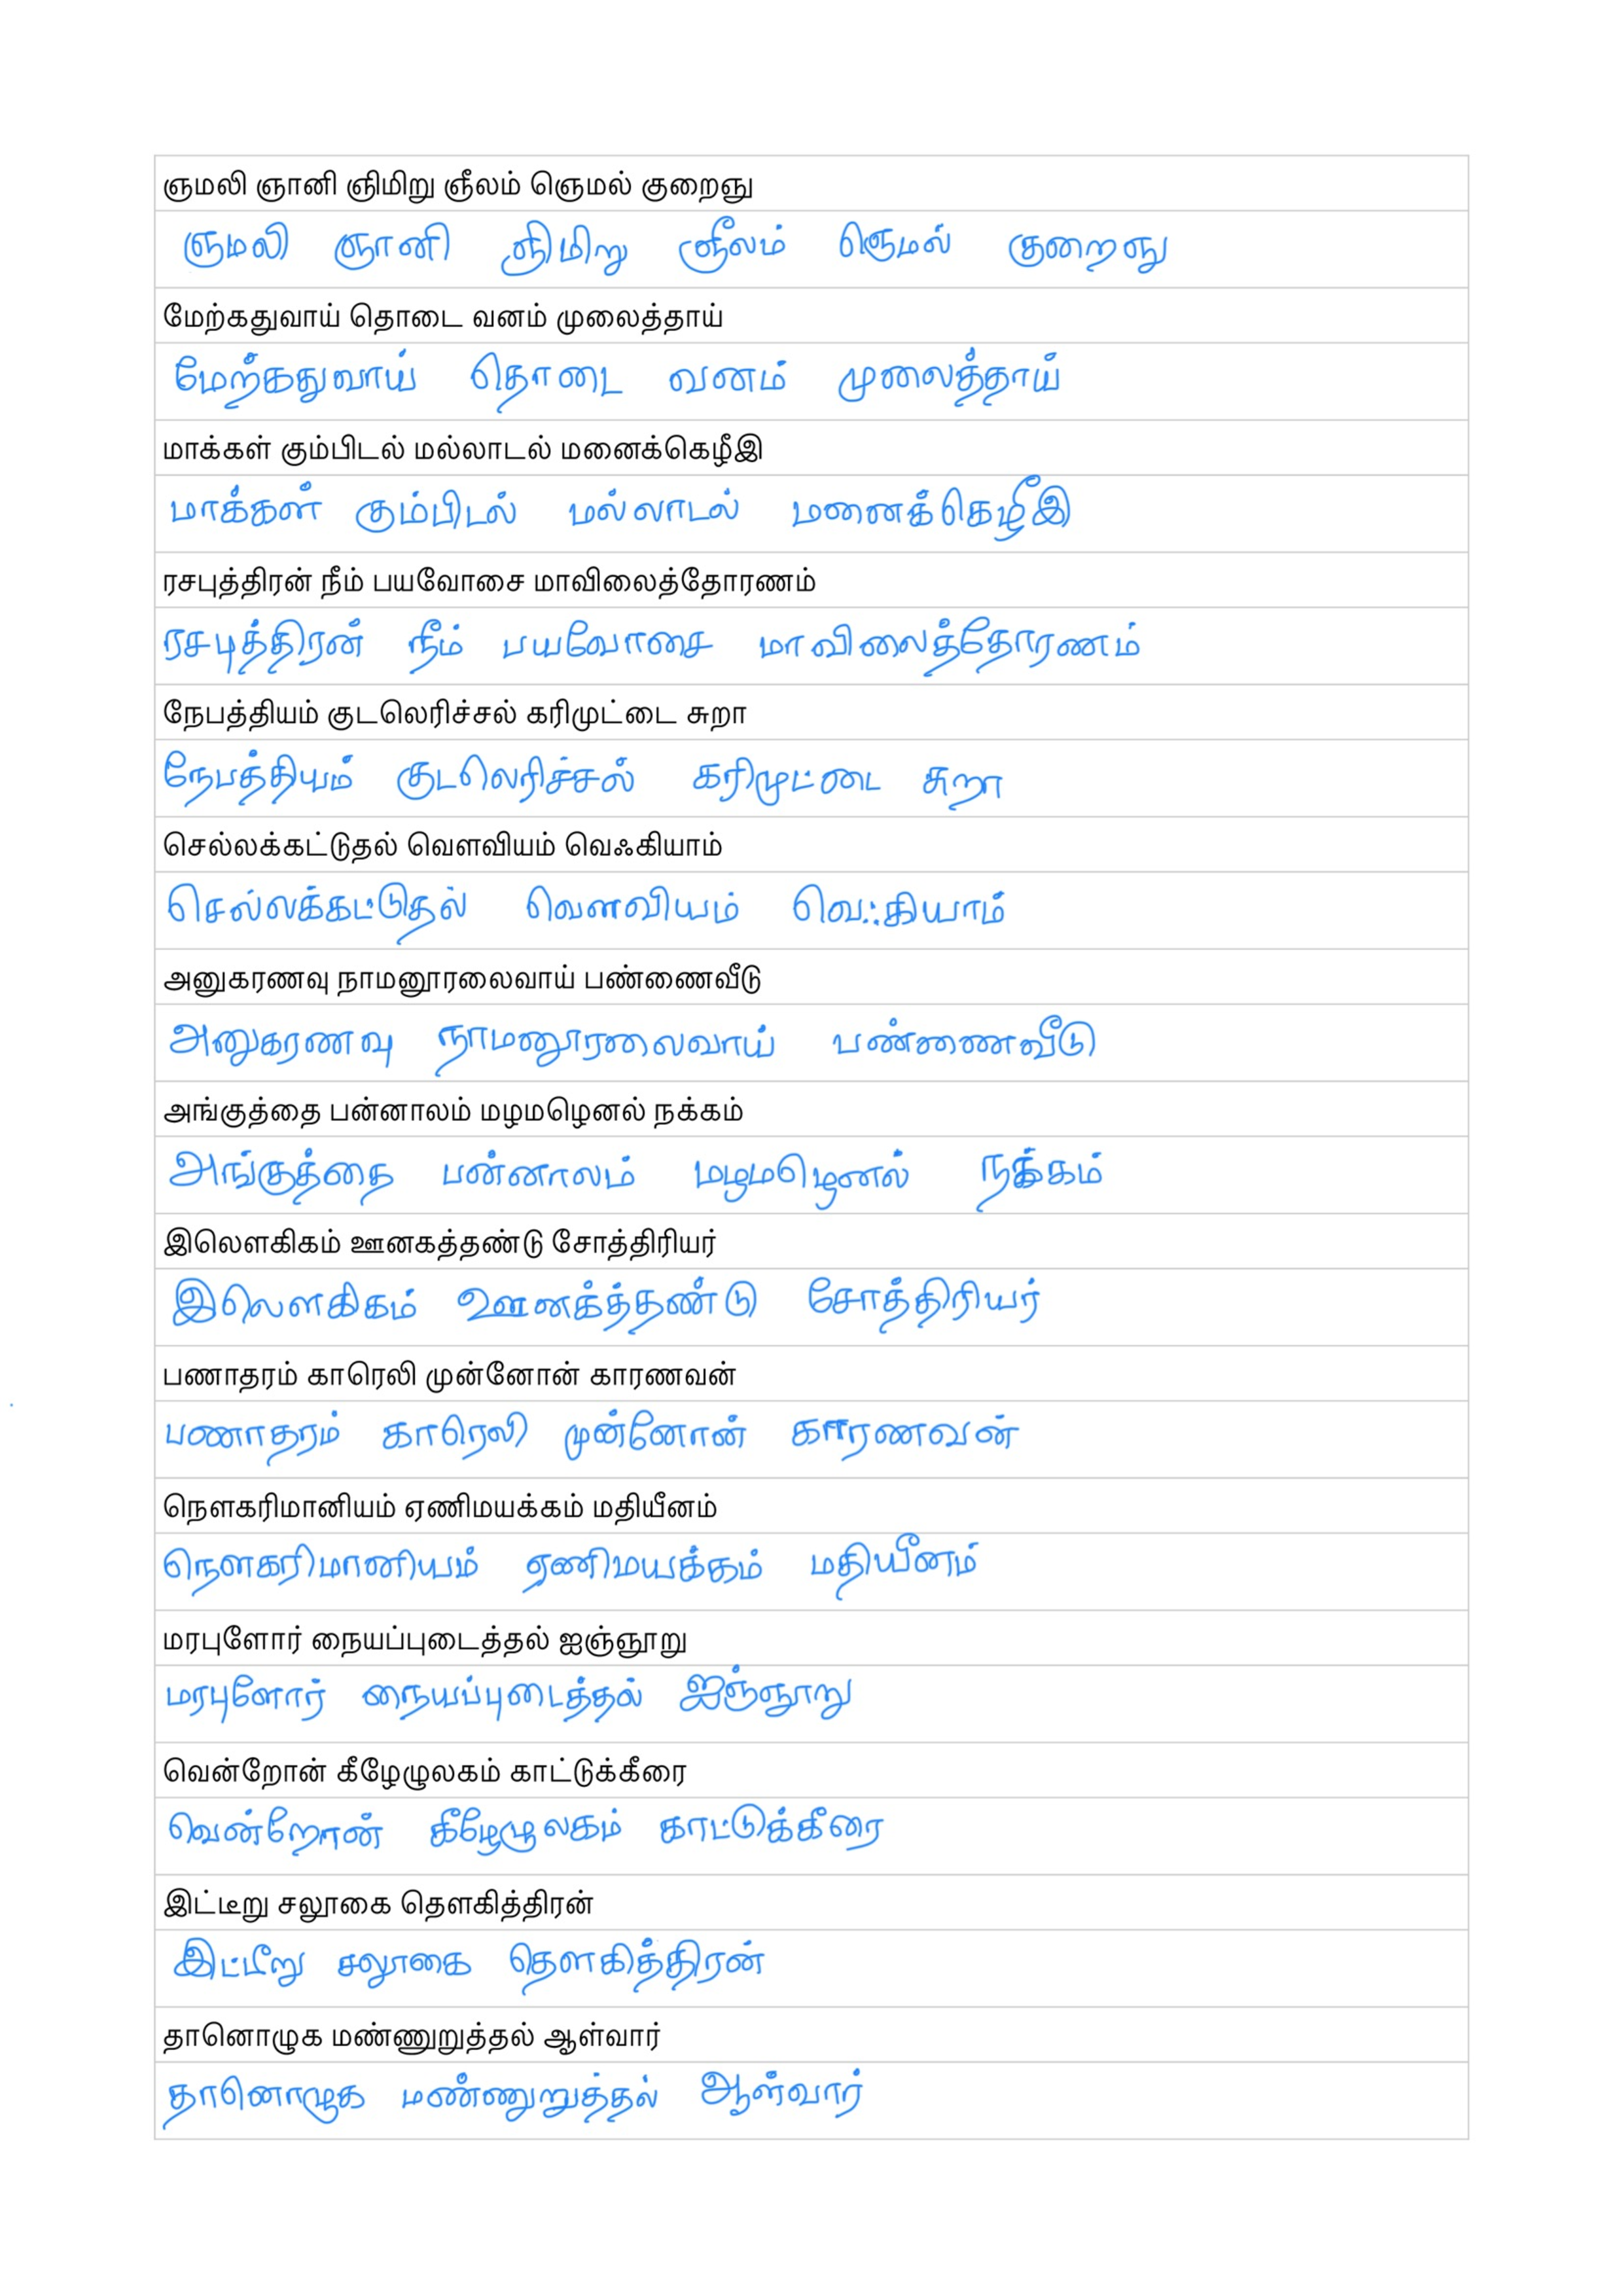 ஞமலி ஞானி ஞிமிறு ஞீலம் ஞெமல் குறைஞு
ஞமலி ஞானி ஞிமிறு ஞீலம் ஞெமல் குறைஞு
மேற்கதுவாய் தொடை வனம் முலைத்தாய்
மேற்கதுவாய் தொடை வனம் முலைத்தாய்
மாக்கள் கும்பிடல் மல்லாடல் மனைக்கெழீஇ
மாக்கள் கும்பிடல் மல்லாடல் மனைக்கெழீஇ
ரசபுத்திரன் நீம் பயவோசை மாவிலைத்தோரணம்
ரசபுத்திரன் நீம் பயவோசை மாவிலைத்தோரணம்
நேபத்தியம் குடலெரிச்சல் கரிமுட்டை சுறா
நேபத்தியம் குடலெரிச்சல் கரிமுட்டை சுறா
செல்லக்கட்டுதல் வெளவியம் வெஃகியாம்
செல்லக்கட்டுதல் வெளவியம் வெஃகியாம்
அனுகரணவு நாமனூரலைவாய் பண்ணைவீடு
அனுகரணவு நாமனூரலைவாய் பண்ணைவீடு
அங்குத்தை பன்னாலம் மழமழெனல் நக்கம்
அங்குத்தை பன்னாலம் மழமழெனல் நக்கம்
இலௌகிகம் ஊனகத்தண்டு சோத்திரியர்
இலௌகிகம் ஊனக்த்தண்டு சோத்திரியர்
பணாதரம் காரெலி முன்னோன் காரணவன்
பணாதரம் காரெலி முன்னோன் காரணவன்
நௌகரிமானியம் ஏணிமயக்கம் மதியீனம்
நௌகரிமானியம் ஏணிமயக்கம் மதியீனம்
மரபுளோர் நையப்புடைத்தல் ஐஞ்ஞூறு
மரபுளோர் நையப்புடைத்தல் ஐஞ்ஞூறு
வென்றோன் கீழேழுலகம் காட்டுக்கீரை
வென்றோன் கீழேழுலகம் காட்டுக்கீரை
இட்டீறு சலூகை தௌகித்திரன்
இட்டீறு சலூகை தௌகித்திரன்
தானொழுக மண்ணுறுத்தல் ஆள்வார்
தானொழுக மண்ணுறுத்தல் ஆள்வார்